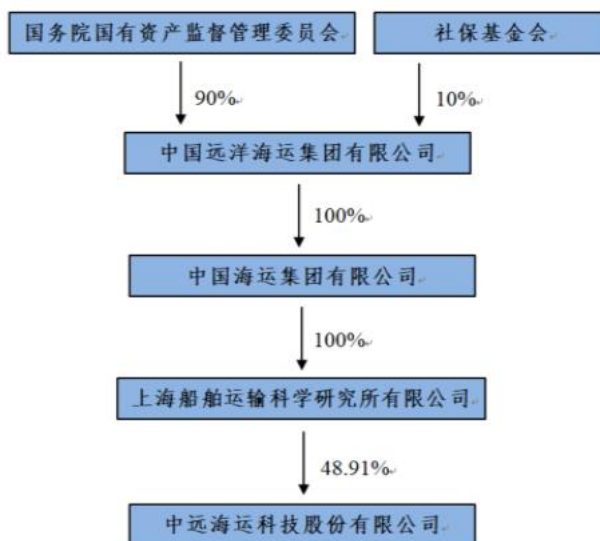 国务院国有资产监督管理委员会
社保基金会
90%
10%
中国远洋海运集团有限公司
100%
中国海运集团有限公司
100%
上海船舶运输科学研究所有限公司
48.91%
中远海运科技股份有限公司